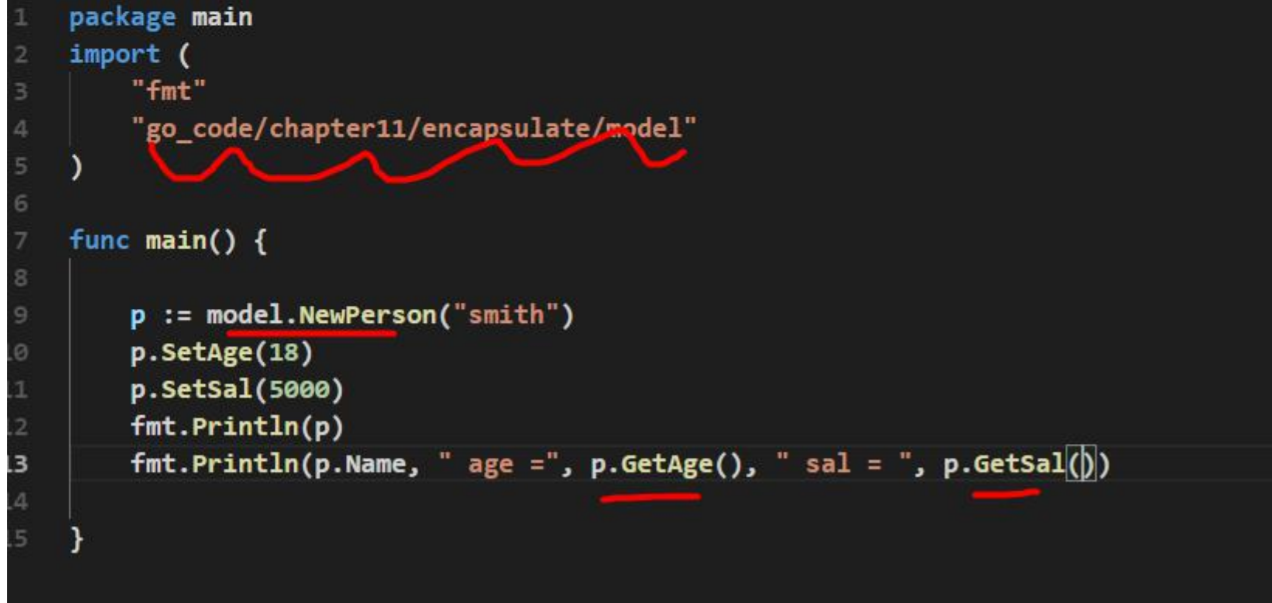 1 package main
2 import (
3 "fmt"
4 "go_code/chapter11/encapsulate/model"
5 )
6
7 func main() {
8
9 p := model.NewPerson("smith")
10 p.SetAge(18)
11 p.SetSal(5000)
12 fmt.Println(p)
13 fmt.Println(p.Name, " age =", p.GetAge(), " sal = ", p.GetSal())
14
15 }